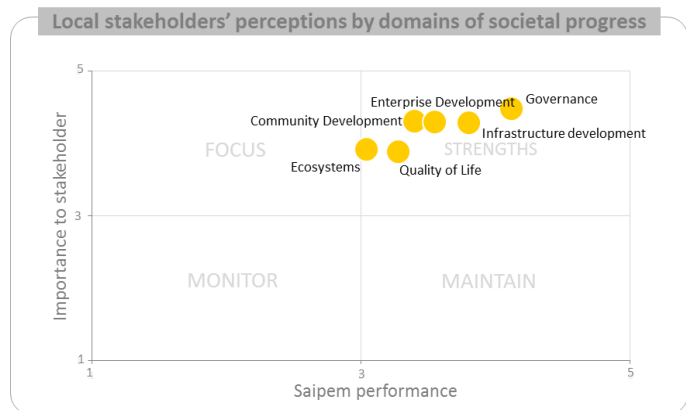 Local stakeholders' perceptions by domains of societal progress
5
Enterprise Development
Governance
Community Development
Infrastructure development
FOCUS
STRENGTHS
Ecosystems
Quality of Life
Importance to stakeholder
3
MONITOR
MAINTAIN
1
1
3
5
Saipem performance